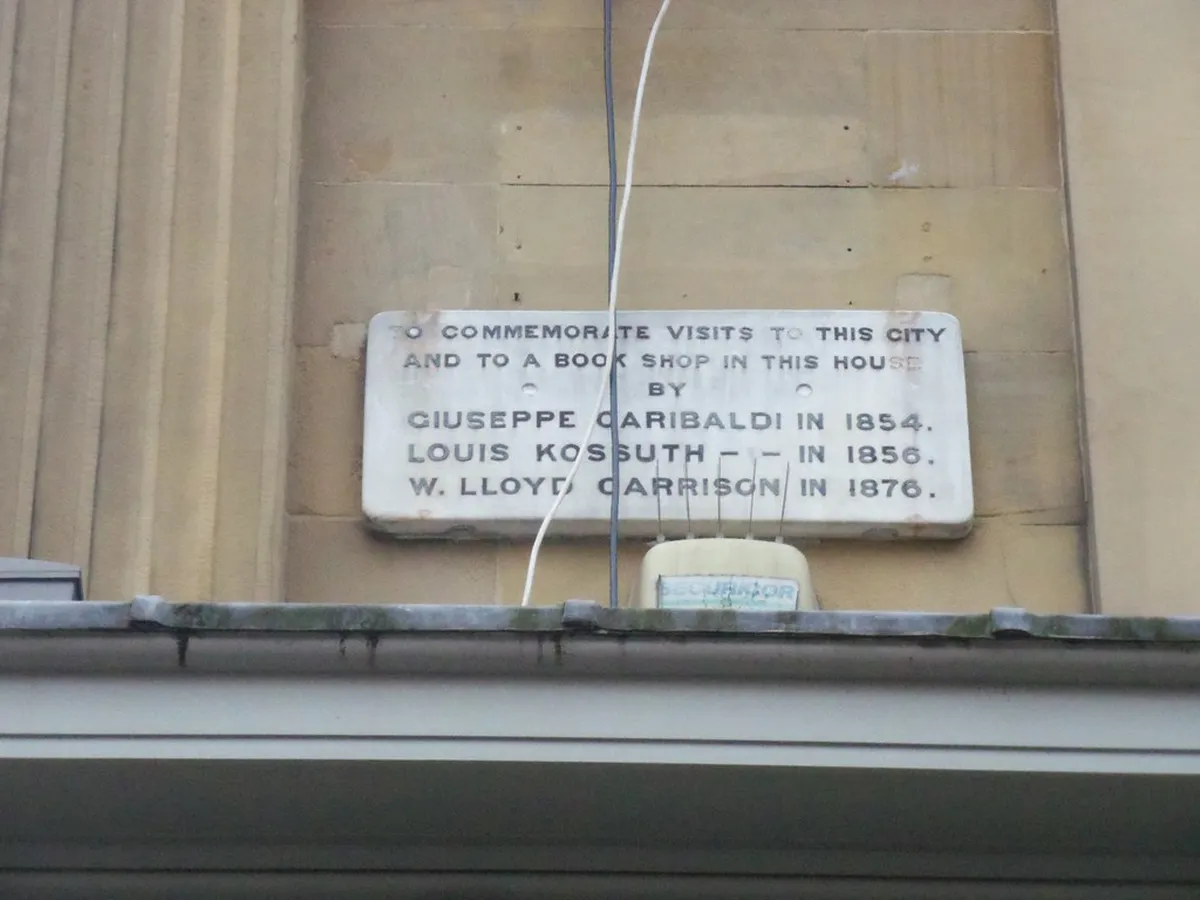 TO COMMEMORATE VISITS TO THIS CITY
AND TO A BOOK SHOP IN THIS HOUSE
BY
GIUSEPPE GARIBALDI IN 1854.
LOUIS KOSSUTH - - IN 1856.
W. LLOYD GARRISON IN 1876.
SECURICOR